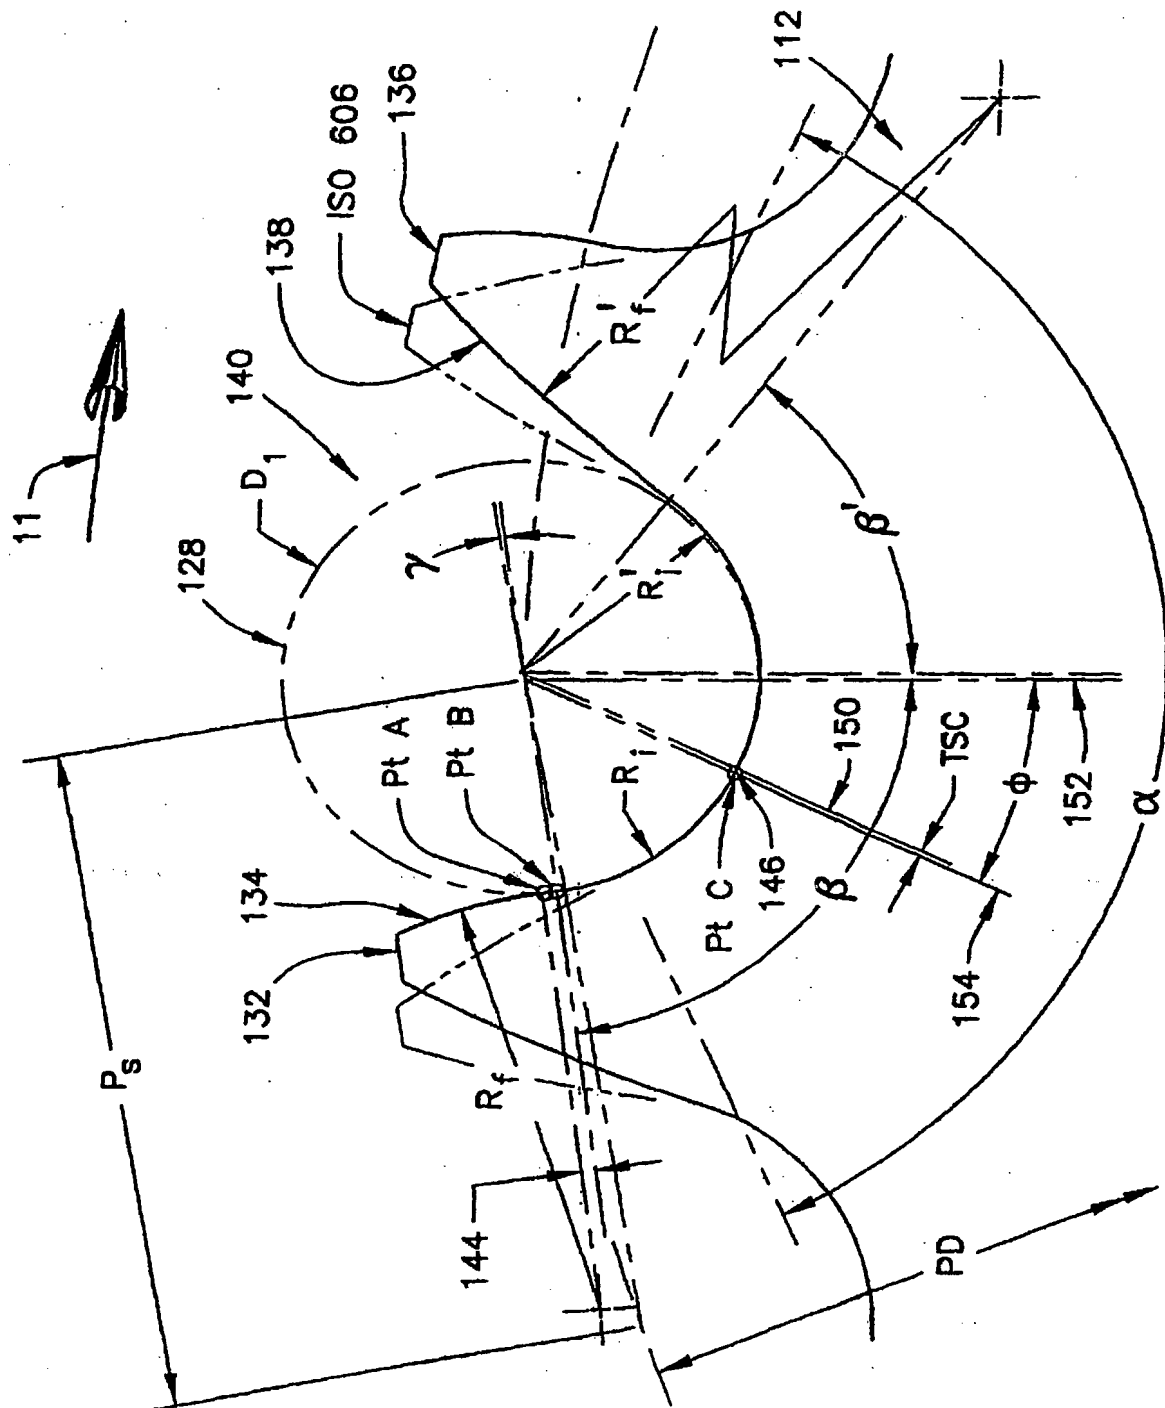 11
128
D1
140
138
ISO 606
136
112
γ
R'f
R'i
β'
Ps
132
134
Pt A
Pt B
Ri
Rf
144
Pt C
146
β
150
TSC
ϕ
152
154
α
PD